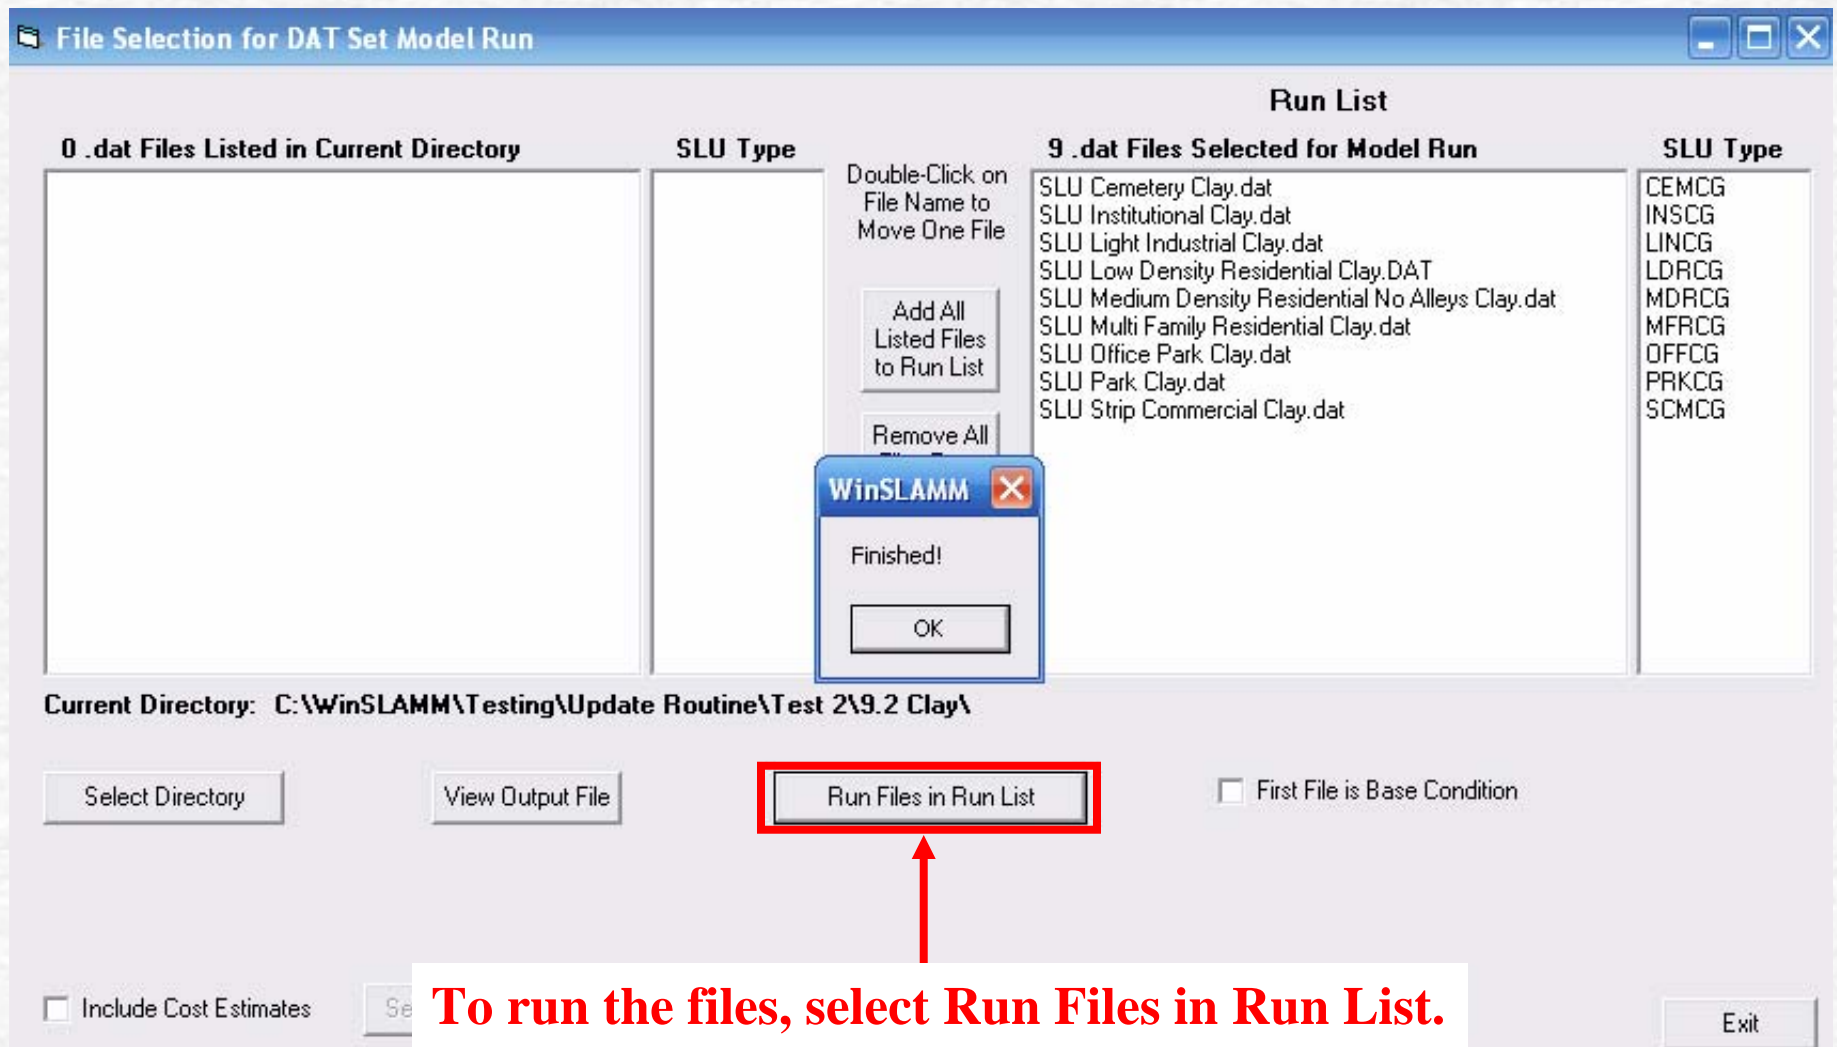 File Selection for DAT Set Model Run
Run List
0 .dat Files Listed in Current Directory
SLU Type
9 .dat Files Selected for Model Run
SLU Type
Double-Click on
File Name to
Move One File
Add All
Listed Files
to Run List
Remove All
SLU Cemetery Clay.dat
SLU Institutional Clay.dat
SLU Light Industrial Clay.dat
SLU Low Density Residential Clay.DAT
SLU Medium Density Residential No Alleys Clay.dat
SLU Multi Family Residential Clay.dat
SLU Office Park Clay.dat
SLU Park Clay.dat
SLU Strip Commercial Clay.dat
CEMCG
INSCG
LINCG
LDRCG
MDRCG
MFRCG
OFFCG
PRKCG
SCMCG
WinSLAMM
Finished!
OK
Current Directory: C:\WinSLAMM\Testing\Update Routine\Test 2\9.2 Clay\
Select Directory
View Output File
Run Files in Run List
First File is Base Condition
Include Cost Estimates
To run the files, select Run Files in Run List.
Exit